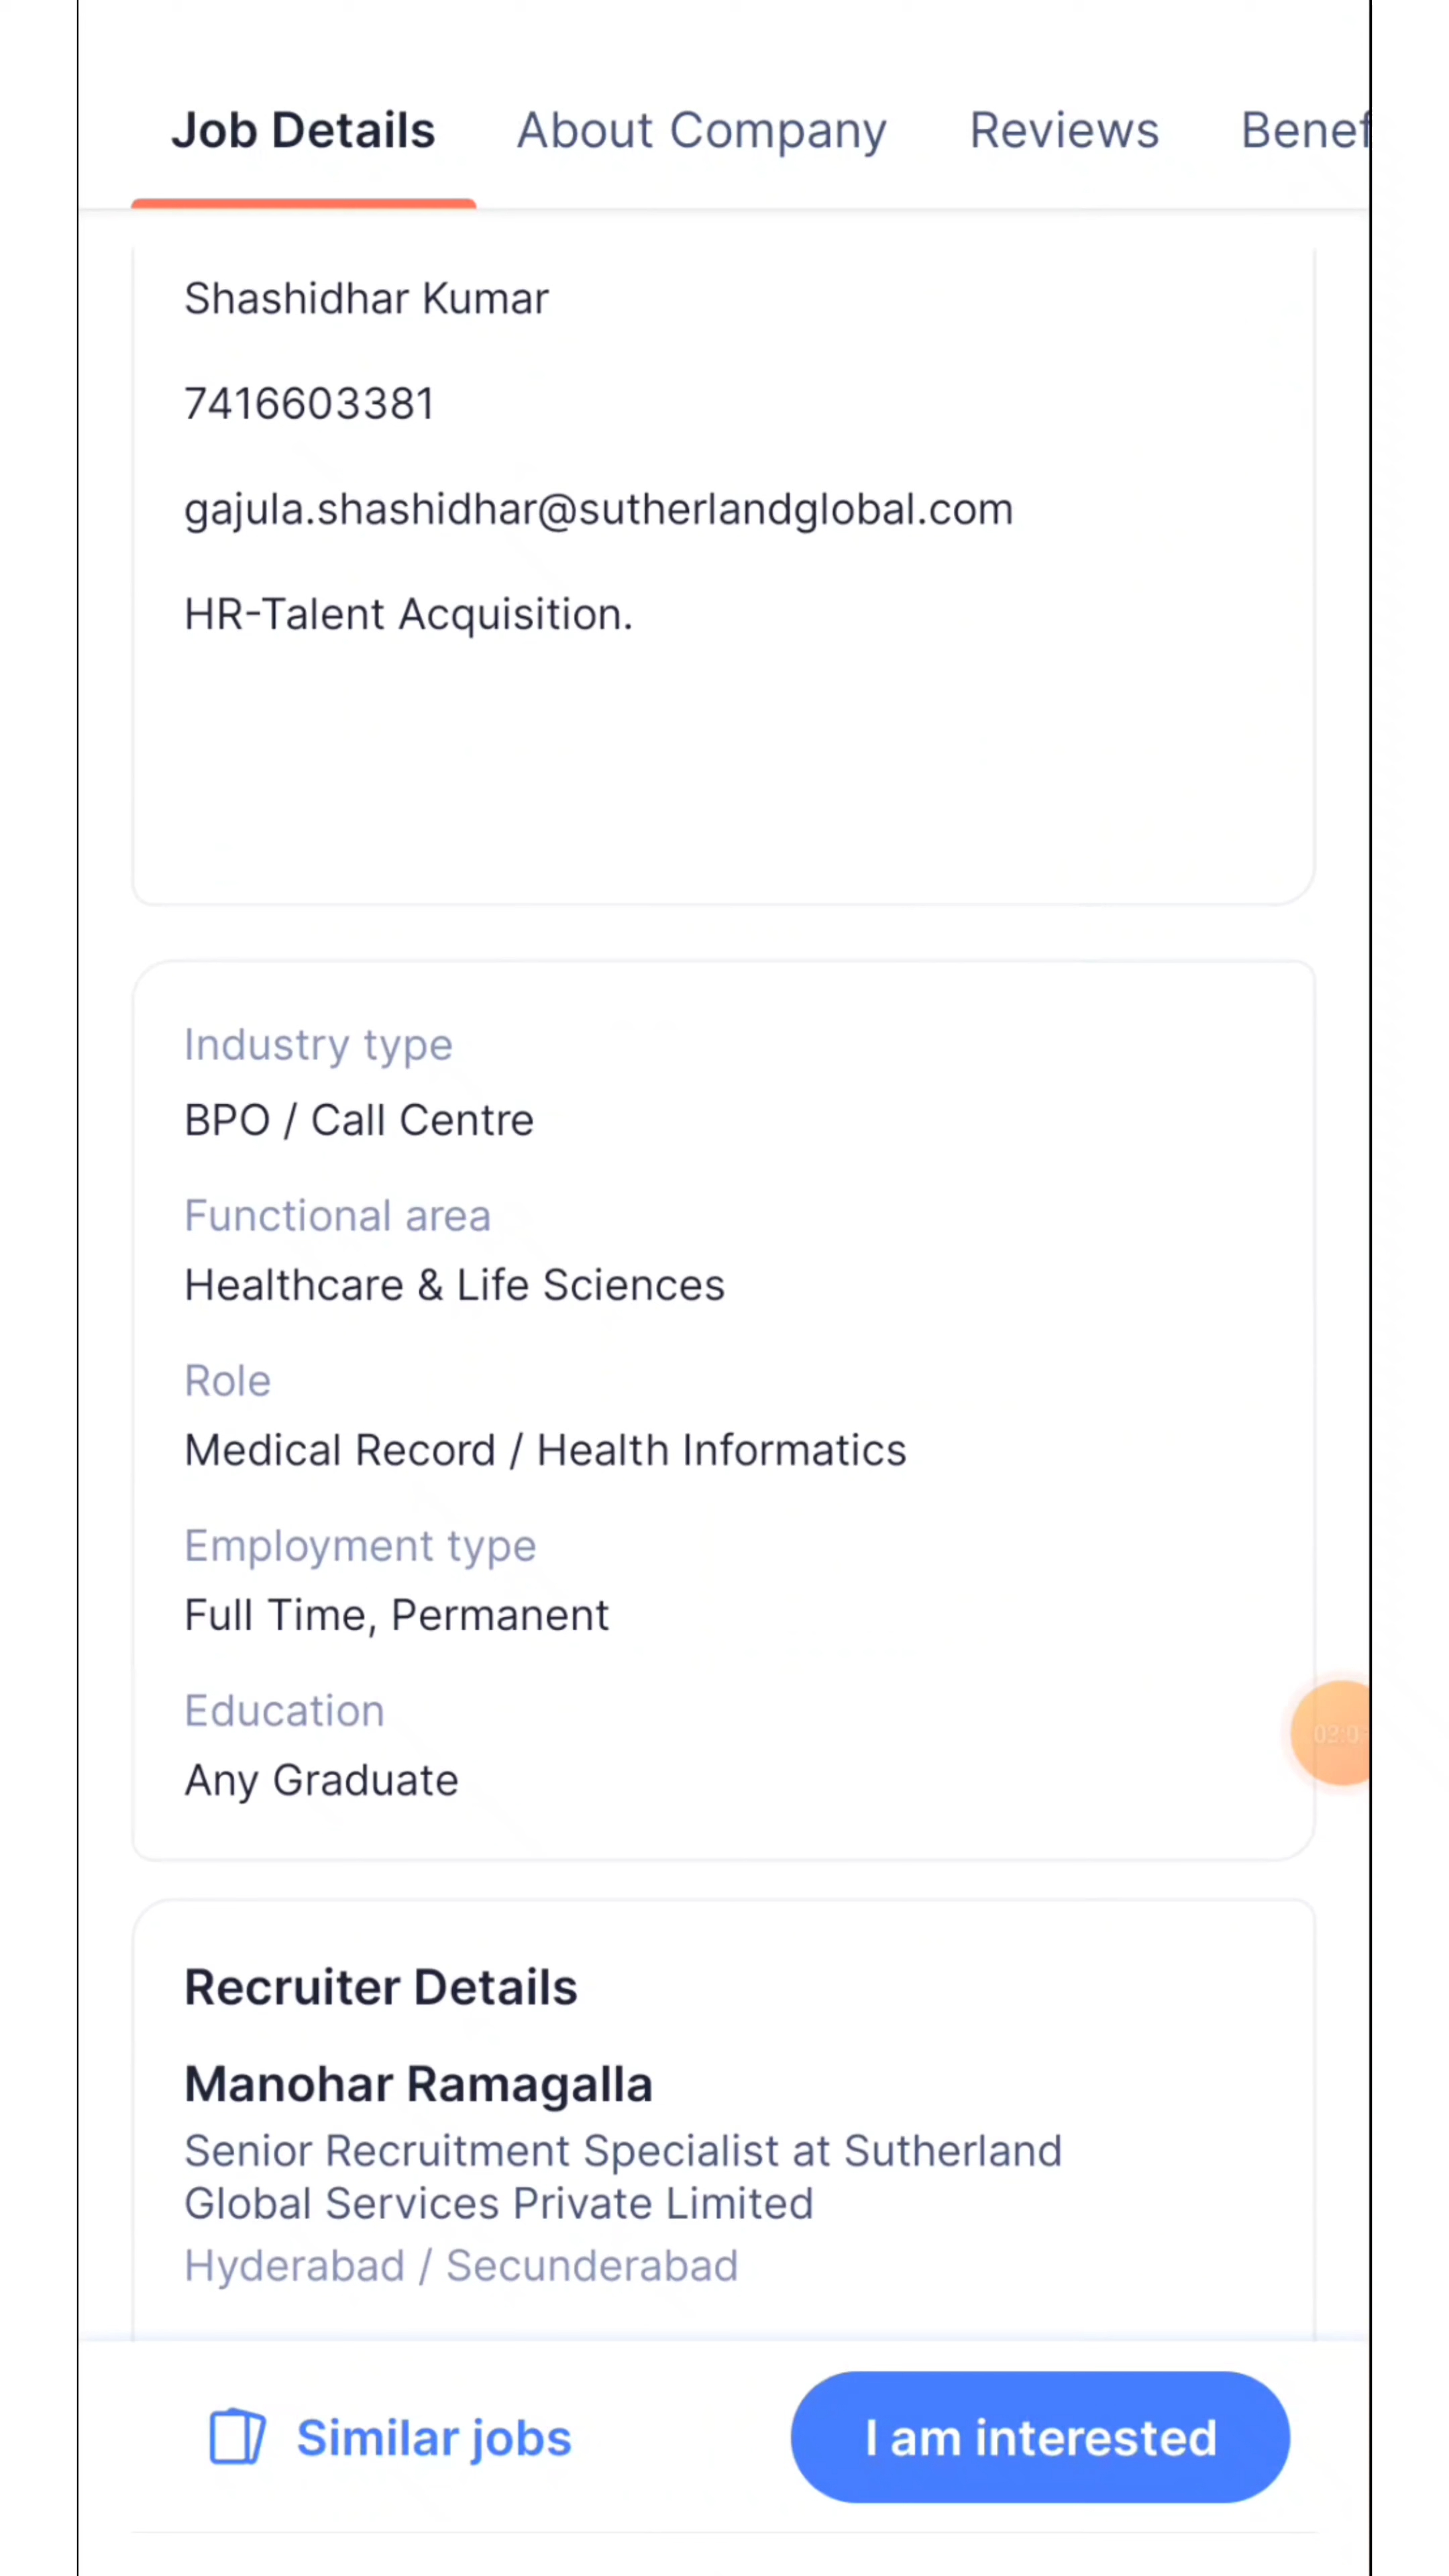 Job Details About Company Reviews Benef
Shashidhar Kumar
7416603381
gajula.shashidhar@sutherlandglobal.com
HR-Talent Acquisition.
Industry type
BPO / Call Centre
Functional area
Healthcare & Life Sciences
Role
Medical Record / Health Informatics
Employment type
Full Time, Permanent
Education
Any Graduate
Recruiter Details
Manohar Ramagalla
Senior Recruitment Specialist at Sutherland
Global Services Private Limited
Hyderabad / Secunderabad
Similar jobs I am interested